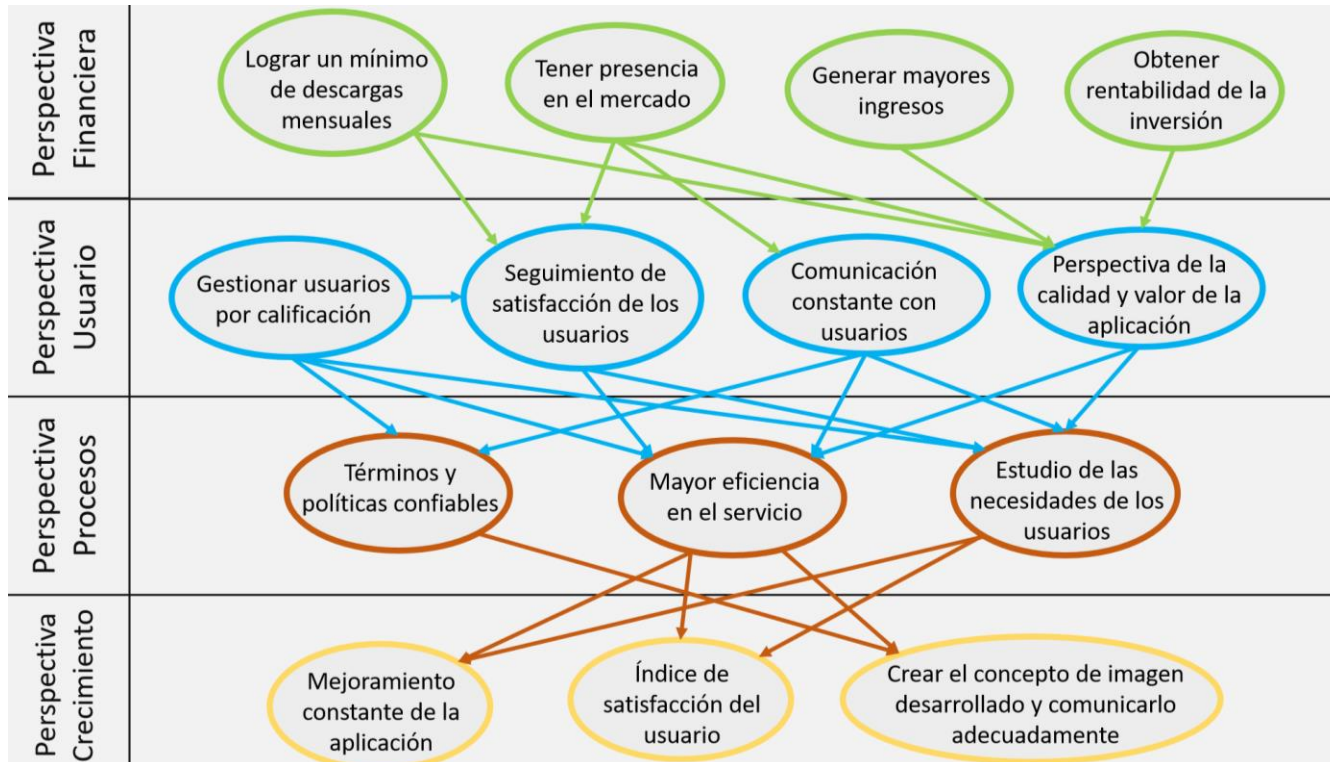 Perspectiva
Financiera
Lograr un mínimo
de descargas
mensuales
Tener presencia
en el mercado
Generar mayores
ingresos
Obtener
rentabilidad de la
inversión
Perspectiva
Usuario
Gestionar usuarios
por calificación
Seguimiento de
satisfacción de los
usuarios
Comunicación
constante con
usuarios
Perspectiva de la
calidad y valor de la
aplicación
Perspectiva
Procesos
Términos y
políticas confiables
Mayor eficiencia
en el servicio
Estudio de las
necesidades de los
usuarios
Perspectiva
Crecimiento
Mejoramiento
constante de la
aplicación
Índice de
satisfacción del
usuario
Crear el concepto de imagen
desarrollado y comunicarlo
adecuadamente